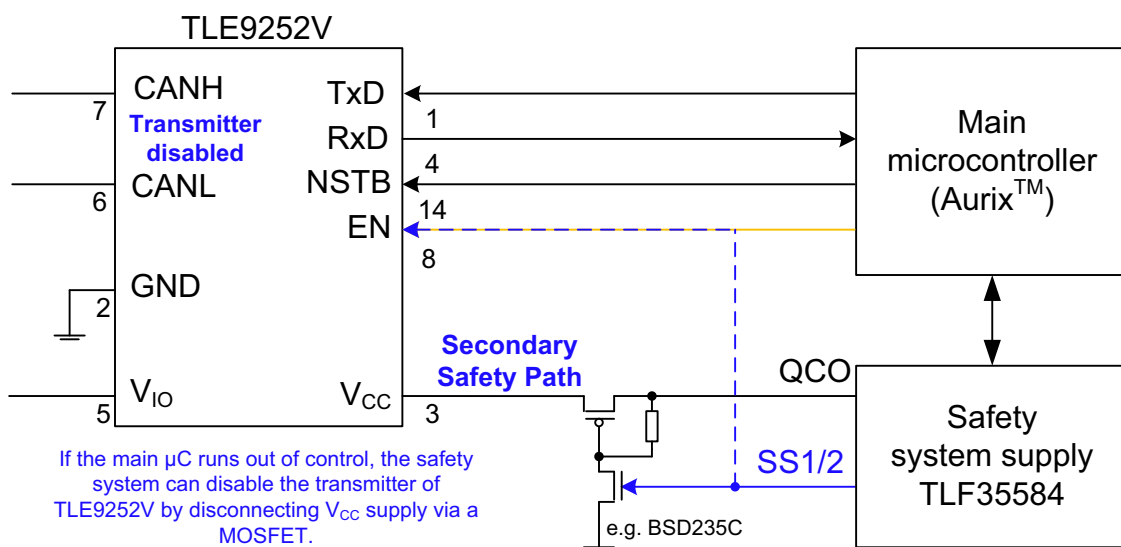 TLE9252V
CANH
7
Transmitter
disabled
CANL
6
GND
2
VIO
5
TxD
1
RxD
4
NSTB
14
EN
8
VCC
3
Main
microcontroller
(Aurix™)
Secondary
Safety Path
QCO
SS1/2
Safety
system supply
TLF35584
e.g. BSD235C
If the main µC runs out of control, the safety
system can disable the transmitter of
TLE9252V by disconnecting VCC supply via a
MOSFET.